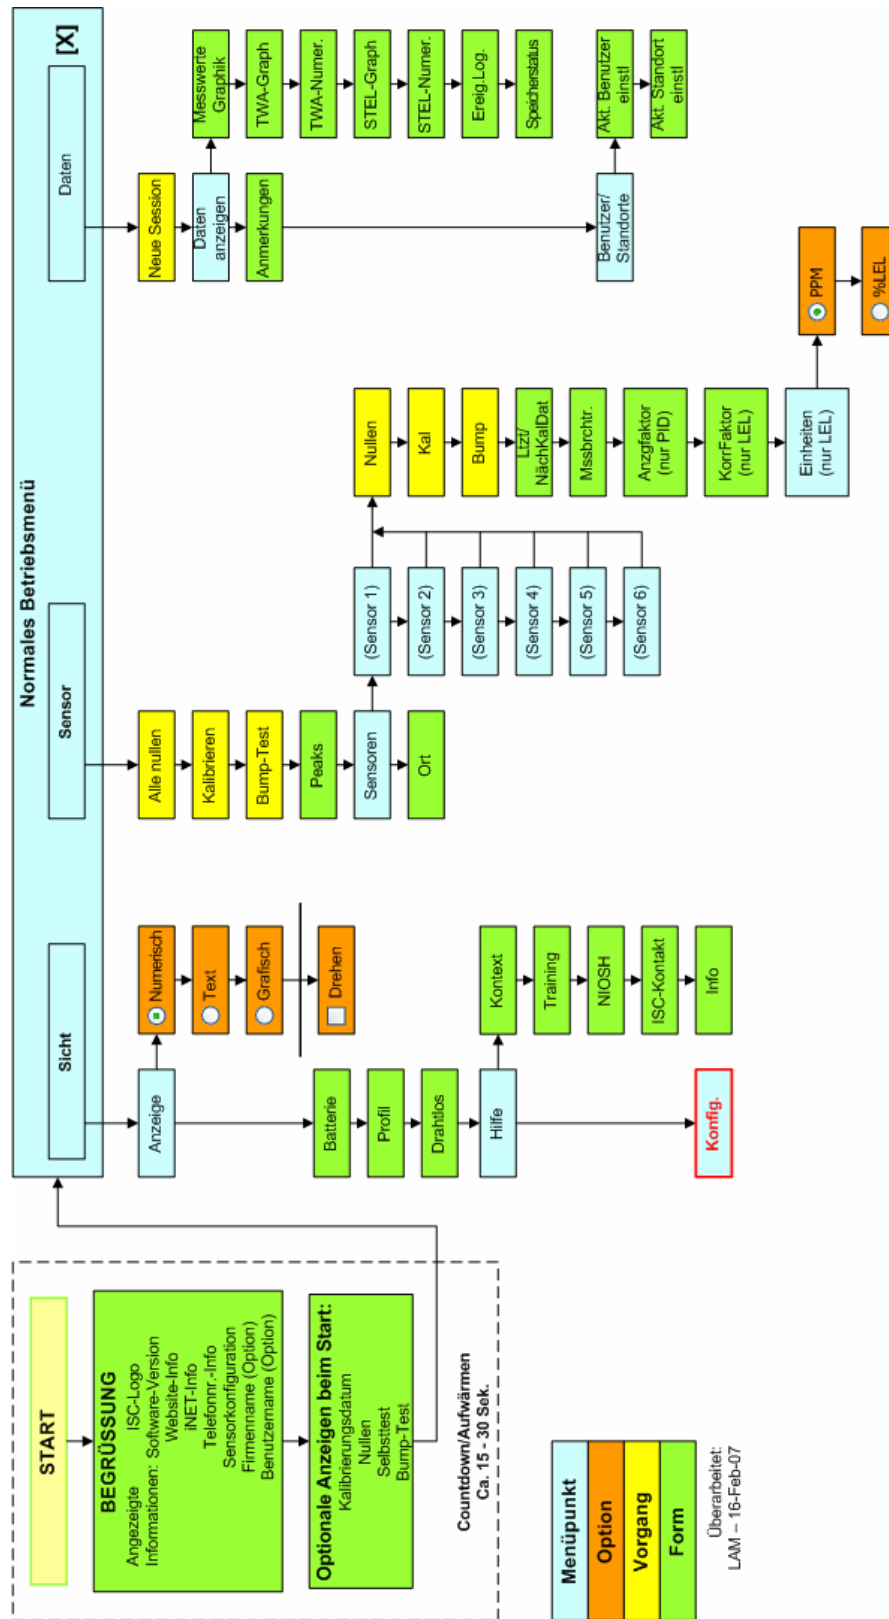 START
BEGRÜSSUNG
Angezeigte
Informationen:
ISC-Logo
Software-Version
Website-Info
iNET-Info
Telefonnr.-Info
Sensorkonfiguration
Firmenname (Option)
Benutzername (Option)
Optionale Anzeigen beim Start:
Kalibrierungsdatum
Nullen
Selbsttest
Bump-Test
Countdown/Aufwärmen
Ca. 15 - 30 Sek.
Menüpunkt
Option
Vorgang
Form
Überarbeitet:
LAM – 16-Feb-07
Normales Betriebsmenü
[X]
Sicht
Anzeige
Numerisch
Text
Grafisch
Drehen
Batterie
Profil
Drahtlos
Hilfe
Kontext
Training
NIOSH
ISC-Kontakt
Info
Konfig.
Sensor
Alle nullen
Kalibrieren
Bump-Test
Peaks
Sensoren
Ort
(Sensor 1)
(Sensor 2)
(Sensor 3)
(Sensor 4)
(Sensor 5)
(Sensor 6)
Nullen
Kal
Bump
Ltzt/
NächKalDat
Mssbrchtr.
Anzgfaktor
(nur PID)
KorrFaktor
(nur LEL)
Einheiten
(nur LEL)
PPM
%LEL
Daten
Neue Session
Daten
anzeigen
Anmerkungen
Messwerte
Graphik
TWA-Graph
TWA-Numer.
STEL-Graph
STEL-Numer.
Ereig.Log.
Speicherstatus
Benutzer/
Standorte
Akt. Benutzer
einstl
Akt. Standort
einstl